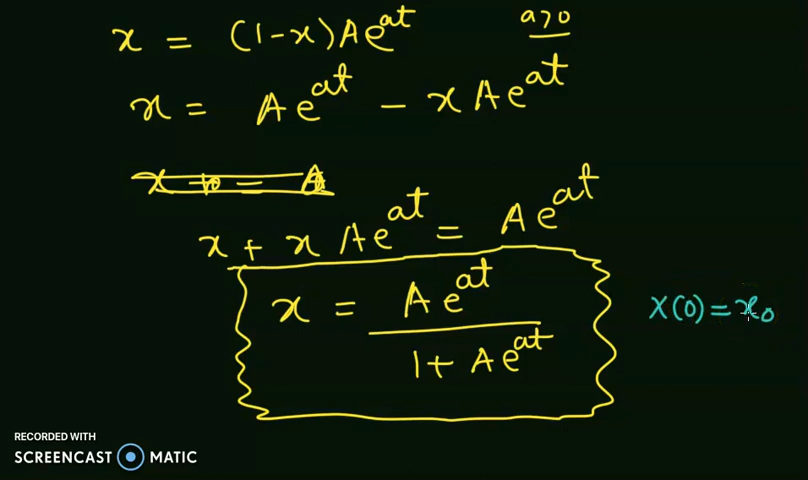 x = (1-x)Ae^at a>0
x = Ae^at - xAe^at
x + xAe^at = Ae^at
x = Ae^at / 1+Ae^at
x(0)=x₀
RECORDED WITH
SCREENCAST MATIC